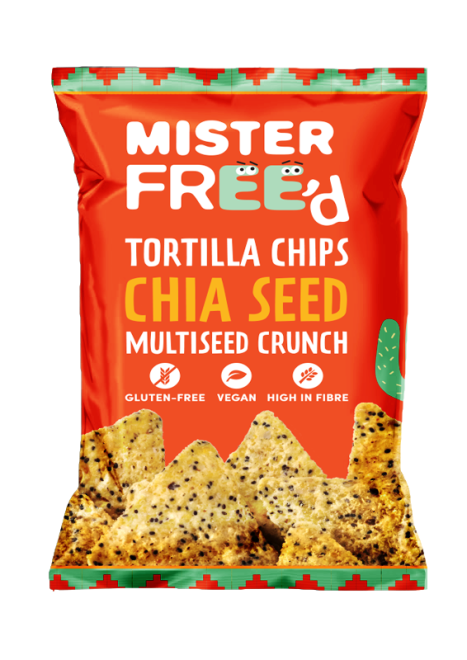 MISTER
FREE'd
TORTILLA CHIPS
CHIA SEED
MULTISEED CRUNCH
GLUTEN-FREE VEGAN HIGH IN FIBRE